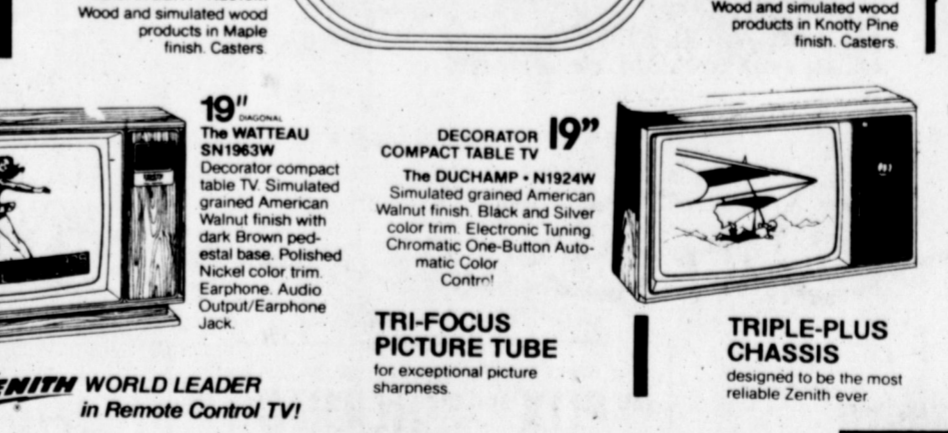 Wood and simulated wood
products in Maple
finish. Casters.
Wood and simulated wood
products in Knotty Pine
finish. Casters.
19"
DIAGONAL
The WATTEAU
SN1963W
Decorator compact
table TV. Simulated
grained American
Walnut finish with
dark Brown ped-
estal base. Polished
Nickel color trim.
Earphone. Audio
Output/Earphone
Jack.
DECORATOR
COMPACT TABLE TV
19"
The DUCHAMP • N1924W
Simulated grained American
Walnut finish. Black and Silver
color trim. Electronic Tuning.
Chromatic One-Button Auto-
matic Color
Control
TRI-FOCUS
PICTURE TUBE
for exceptional picture
sharpness.
TRIPLE-PLUS
CHASSIS
designed to be the most
reliable Zenith ever.
ENITH WORLD LEADER
in Remote Control TV!